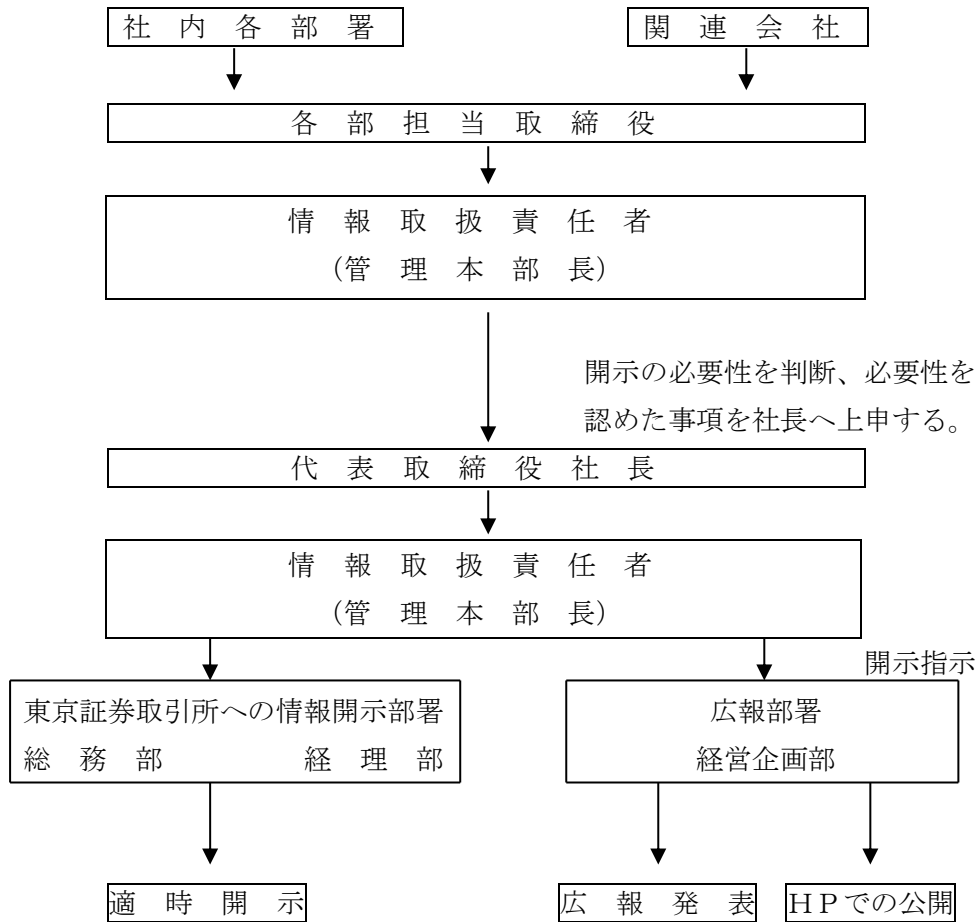 社内各部署
関連会社
各部担当取締役
情報取扱責任者
(管理本部長)
開示の必要性を判断、必要性を
認めた事項を社長へ上申する。
代表取締役社長
情報取扱責任者
(管理本部長)
開示指示
東京証券取引所への情報開示部署
総務部 経理部
広報部署
経営企画部
適時開示
広報発表
HPでの公開